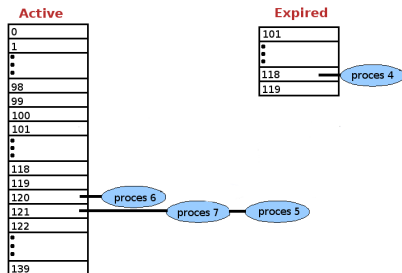 Active
0
1
98
99
100
101
118
119
120
121
122
139
proces 6
proces 7
proces 5
Expired
101
118
119
proces 4